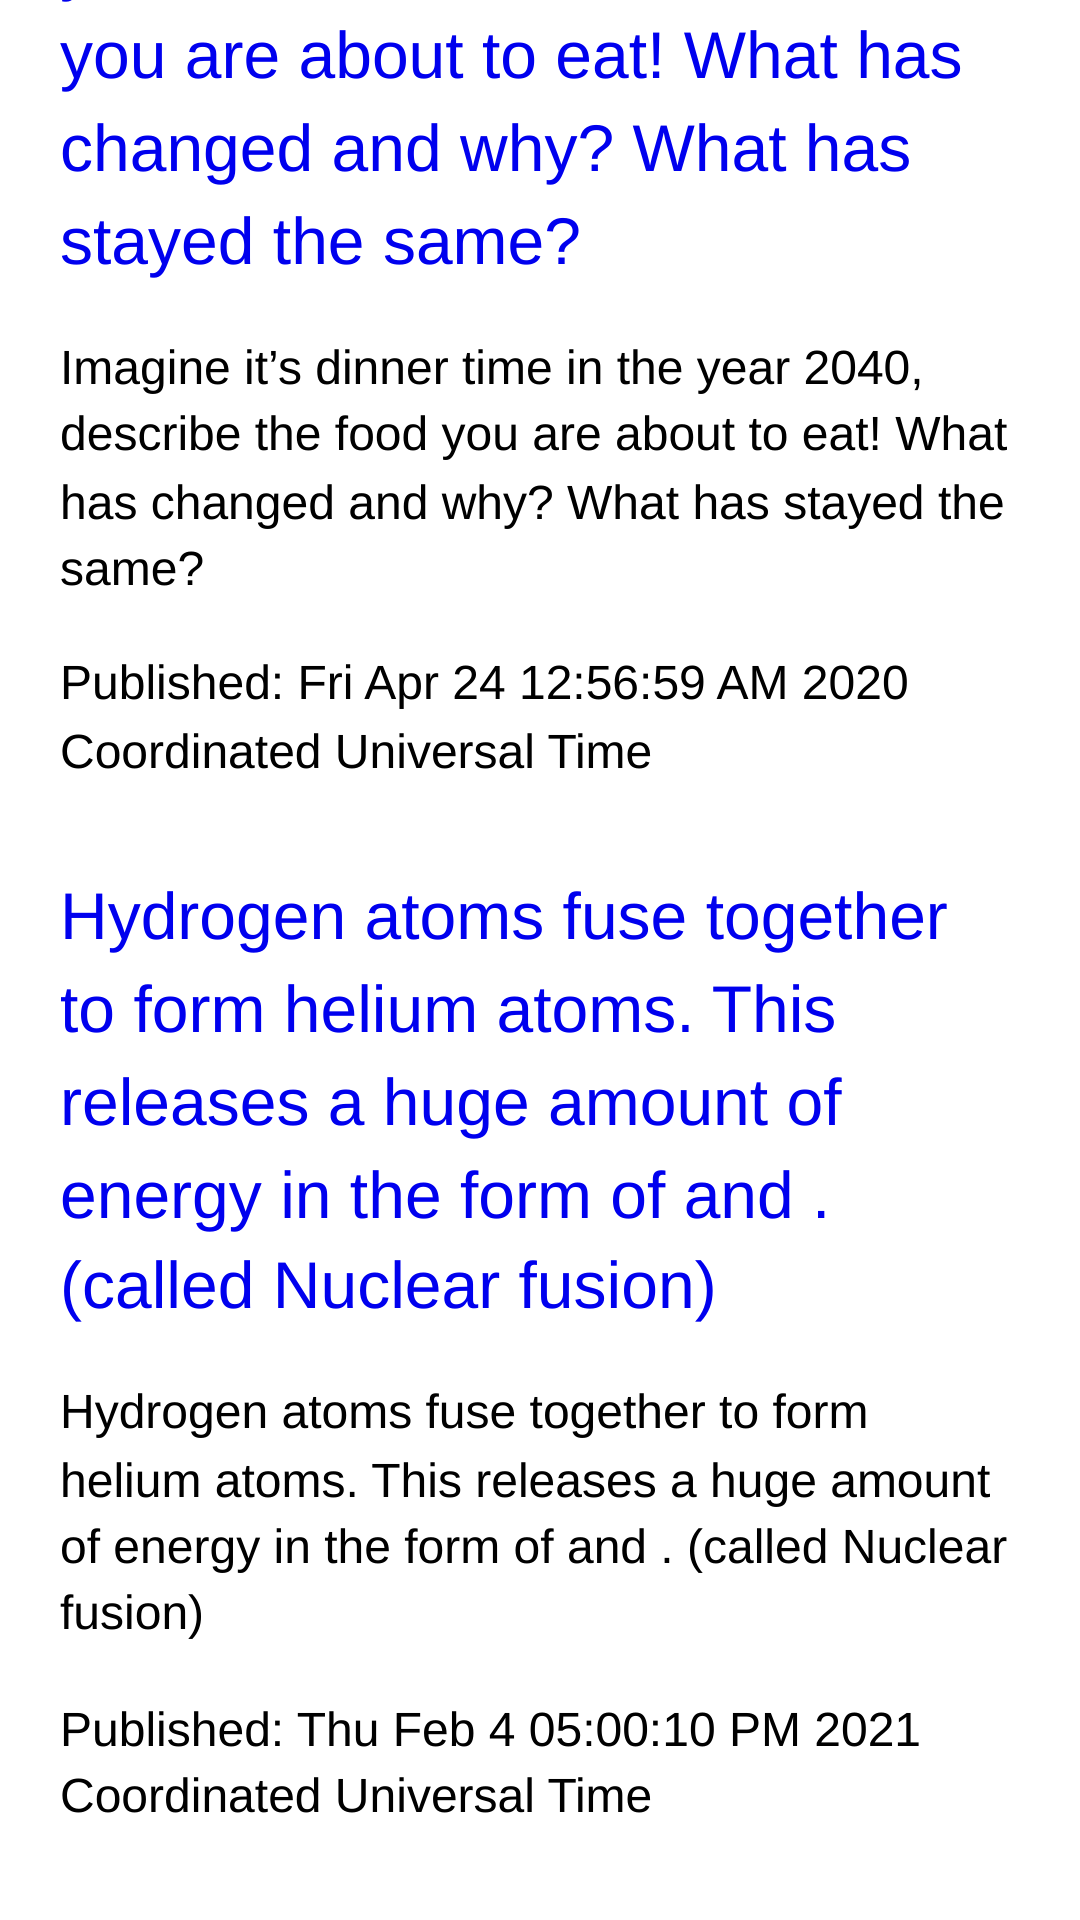 you are about to eat! What has
changed and why? What has
stayed the same?
Imagine it’s dinner time in the year 2040,
describe the food you are about to eat! What
has changed and why? What has stayed the
same?
Published: Fri Apr 24 12:56:59 AM 2020
Coordinated Universal Time
Hydrogen atoms fuse together
to form helium atoms. This
releases a huge amount of
energy in the form of and .
(called Nuclear fusion)
Hydrogen atoms fuse together to form
helium atoms. This releases a huge amount
of energy in the form of and . (called Nuclear
fusion)
Published: Thu Feb 4 05:00:10 PM 2021
Coordinated Universal Time